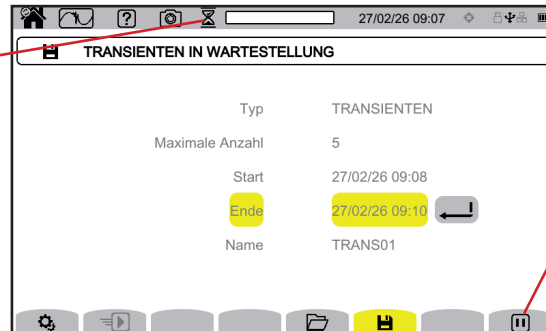 27/02/26 09:07
TRANSIENTEN IN WARTESTELLUNG
Typ TRANSIENTEN
Maximale Anzahl 5
Start 27/02/26 09:08
Ende 27/02/26 09:10
Name TRANS01